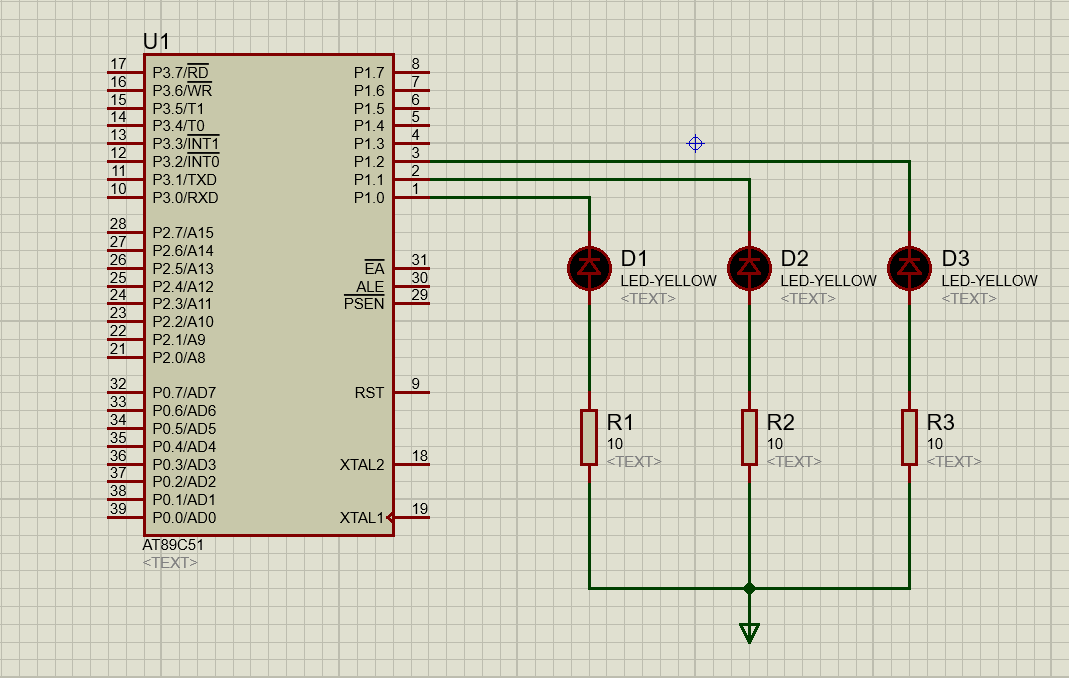 U1
17 P3.7/RD P1.7 8
16 P3.6/WR P1.6 7
15 P3.5/T1 P1.5 6
14 P3.4/T0 P1.4 5
13 P3.3/INT1 P1.3 4
12 P3.2/INT0 P1.2 3
11 P3.1/TXD P1.1 2
10 P3.0/RXD P1.0 1
28 P2.7/A15
27 P2.6/A14
26 P2.5/A13 EA 31
25 P2.4/A12 ALE 30
24 P2.3/A11 PSEN 29
23 P2.2/A10
22 P2.1/A9
21 P2.0/A8
32 P0.7/AD7 RST 9
33 P0.6/AD6
34 P0.5/AD5
35 P0.4/AD4
36 P0.3/AD3 XTAL2 18
37 P0.2/AD2
38 P0.1/AD1
39 P0.0/AD0 XTAL1 19
AT89C51
<TEXT>
D1
LED-YELLOW
<TEXT>
D2
LED-YELLOW
<TEXT>
D3
LED-YELLOW
<TEXT>
R1
10
<TEXT>
R2
10
<TEXT>
R3
10
<TEXT>